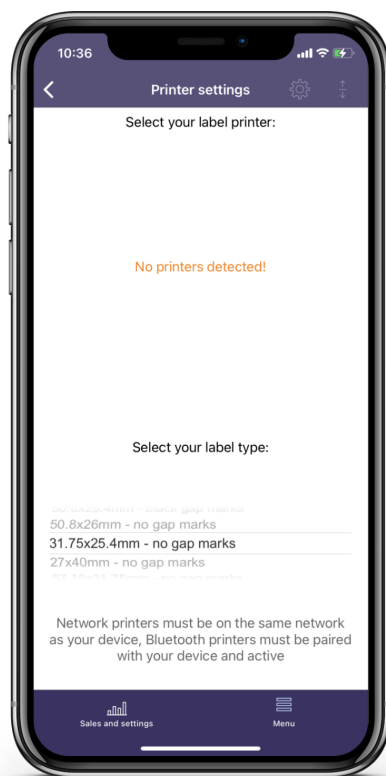 10:36
Printer settings
Select your label printer:
No printers detected!
Select your label type:
50.8x26mm - no gap marks
31.75x25.4mm - no gap marks
27x40mm - no gap marks
Network printers must be on the same network
as your device, Bluetooth printers must be paired
with your device and active
Sales and settings
Menu